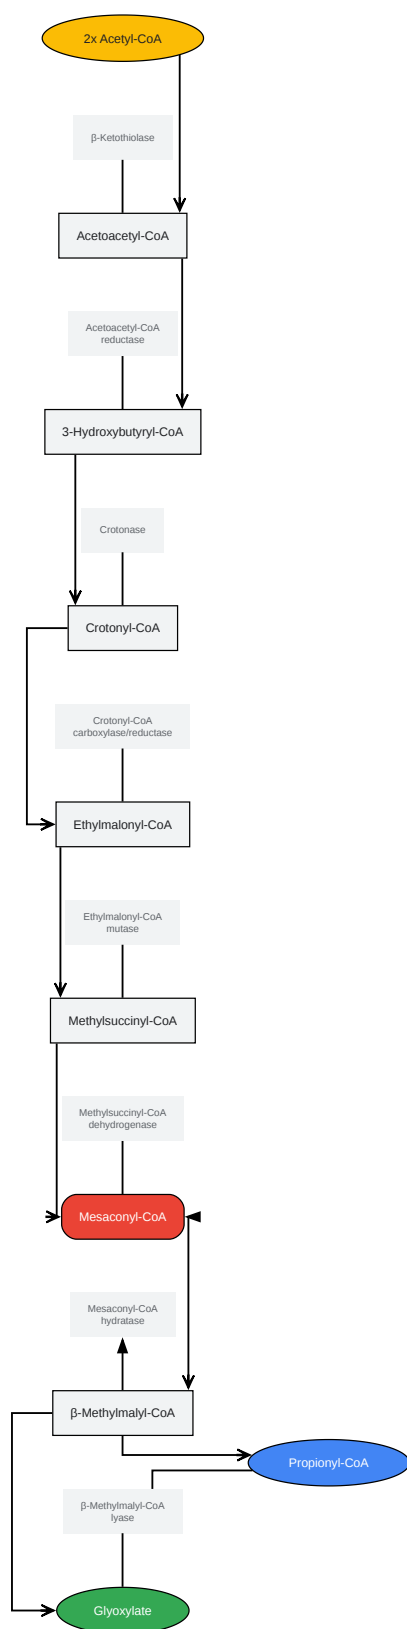 2x Acetyl-CoA
β-Ketothiolase
Acetoacetyl-CoA
Acetoacetyl-CoA
reductase
3-Hydroxybutyryl-CoA
Crotonase
Crotonyl-CoA
Crotonyl-CoA
carboxylase/reductase
Ethylmalonyl-CoA
Ethylmalonyl-CoA
mutase
Methylsuccinyl-CoA
Methylsuccinyl-CoA
dehydrogenase
Mesaconyl-CoA
Mesaconyl-CoA
hydratase
β-Methylmalyl-CoA
Propionyl-CoA
β-Methylmalyl-CoA
lyase
Glyoxylate